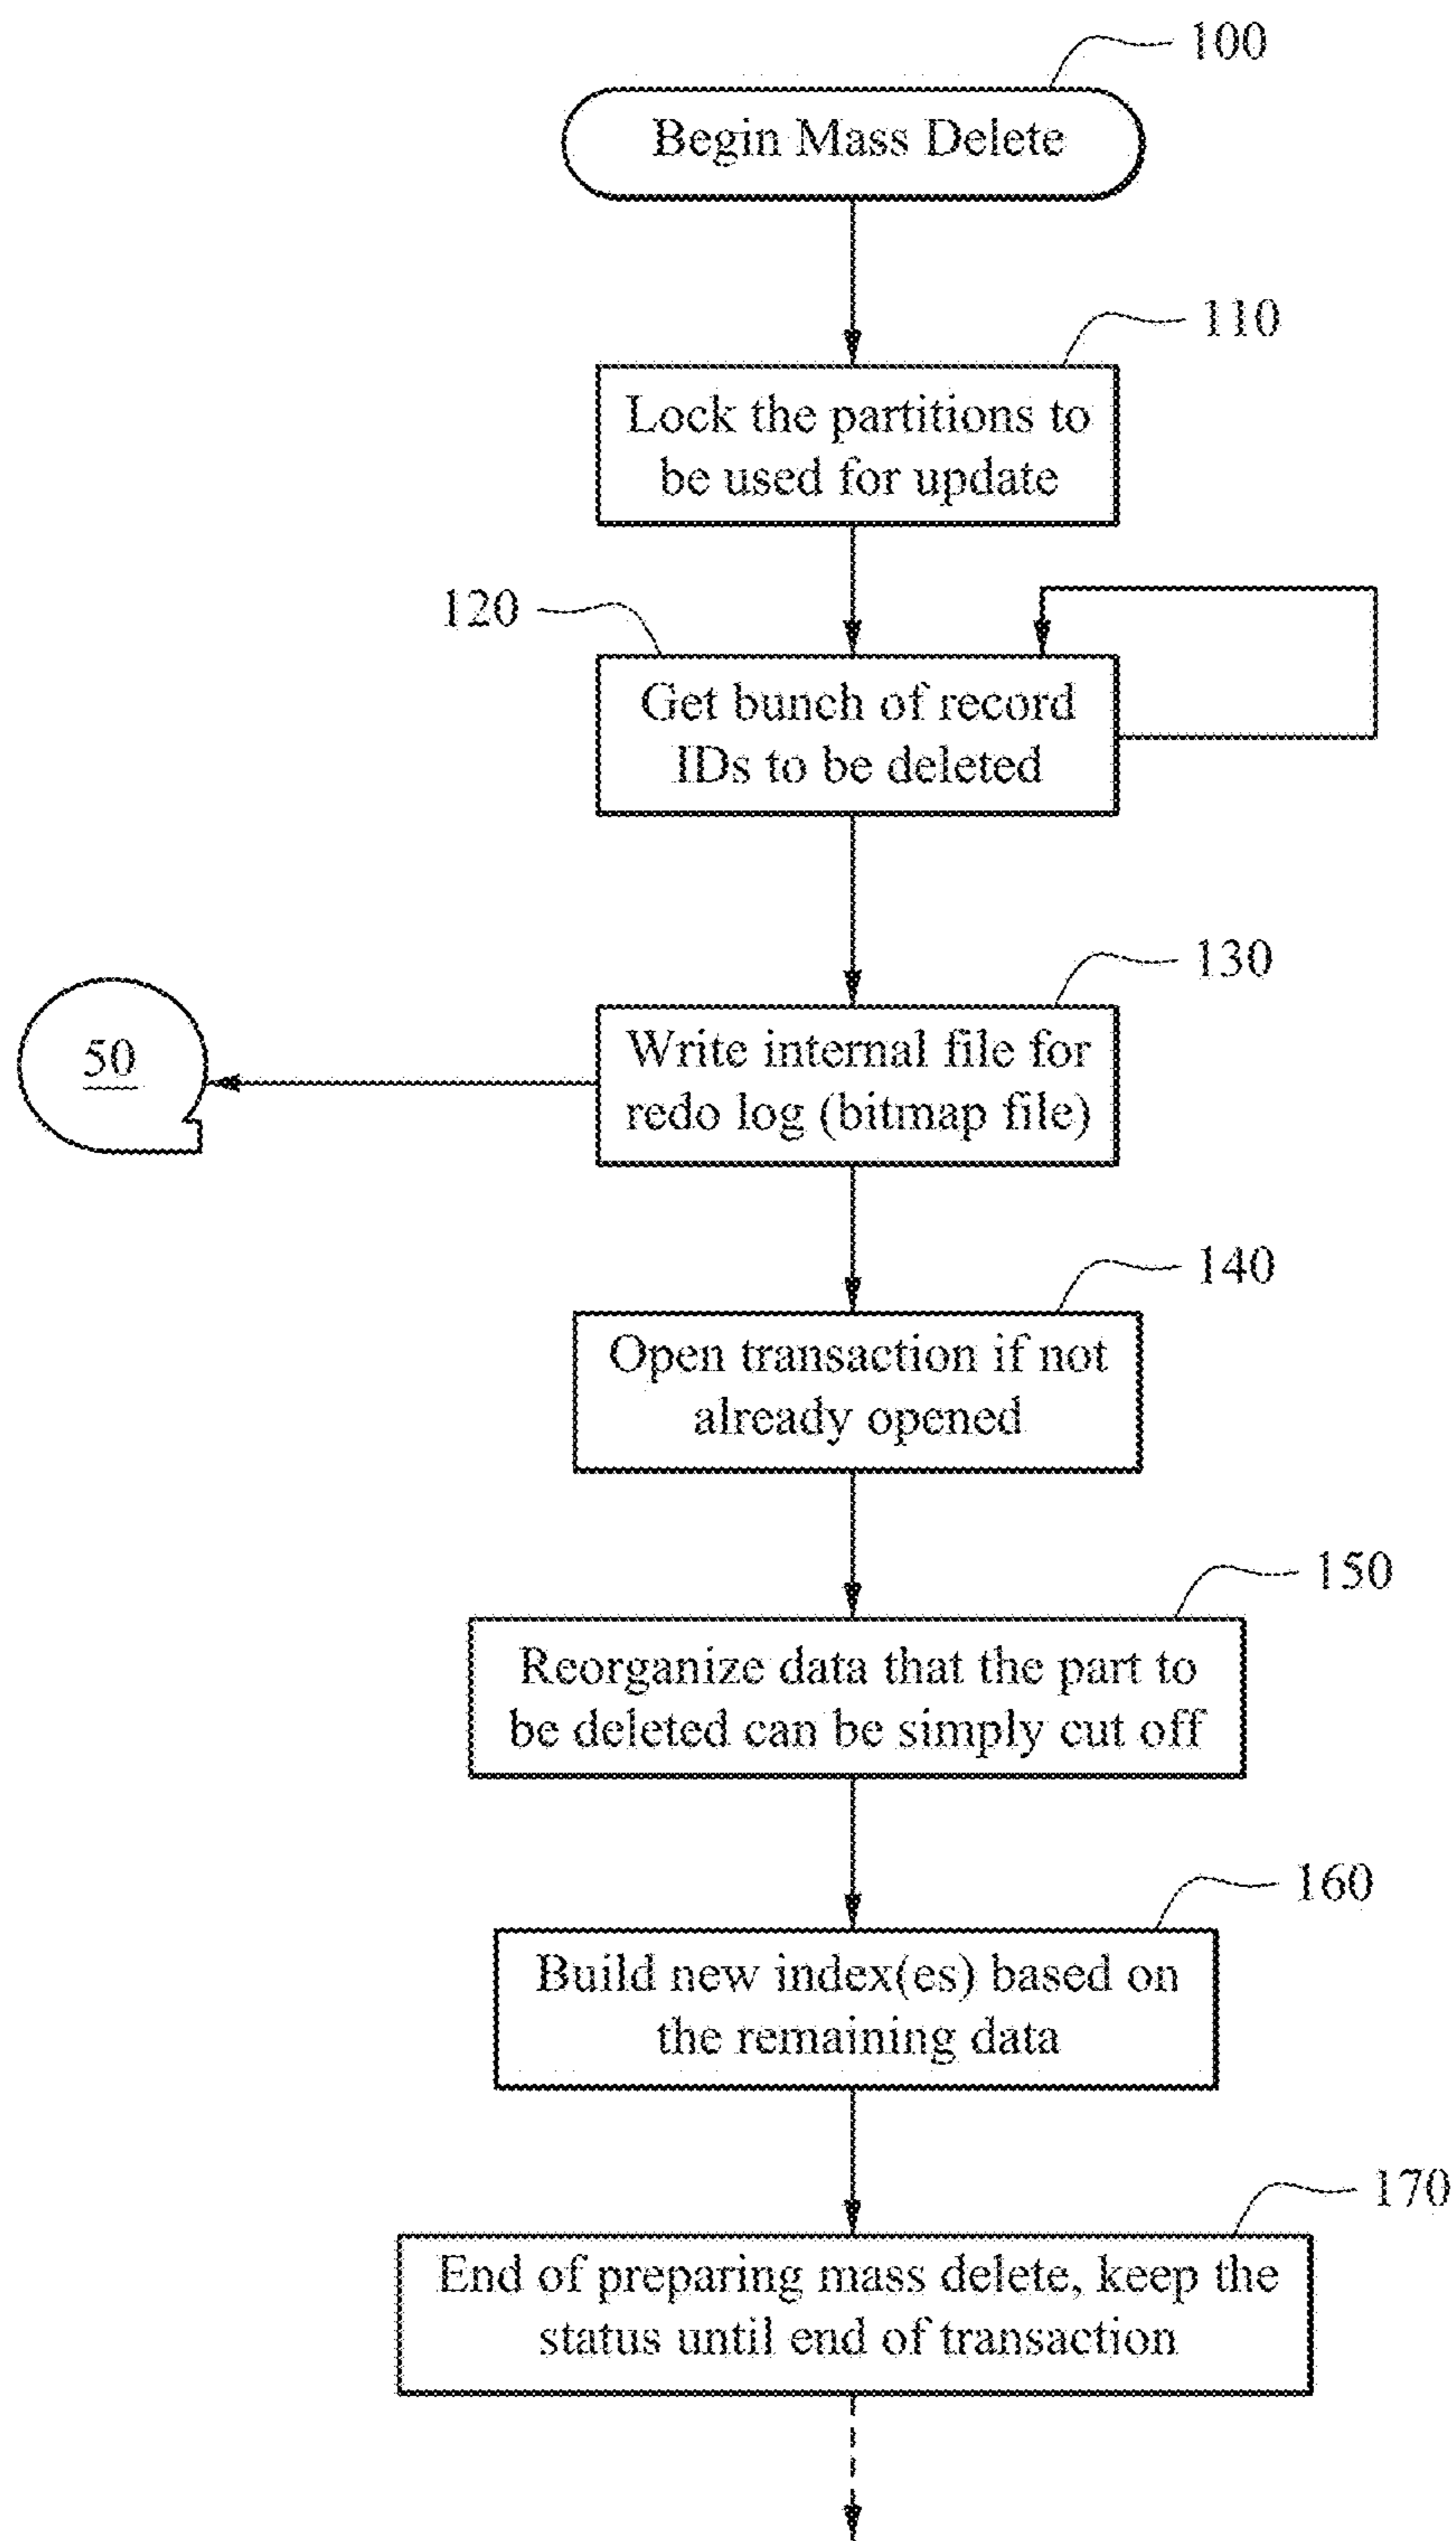 100
Begin Mass Delete
110
Lock the partitions to
be used for update
120
Get bunch of record
IDs to be deleted
130
50
Write internal file for
redo log (bitmap file)
140
Open transaction if not
already opened
150
Reorganize data that the part to
be deleted can be simply cut off
160
Build new index(es) based on
the remaining data
170
End of preparing mass delete, keep the
status until end of transaction